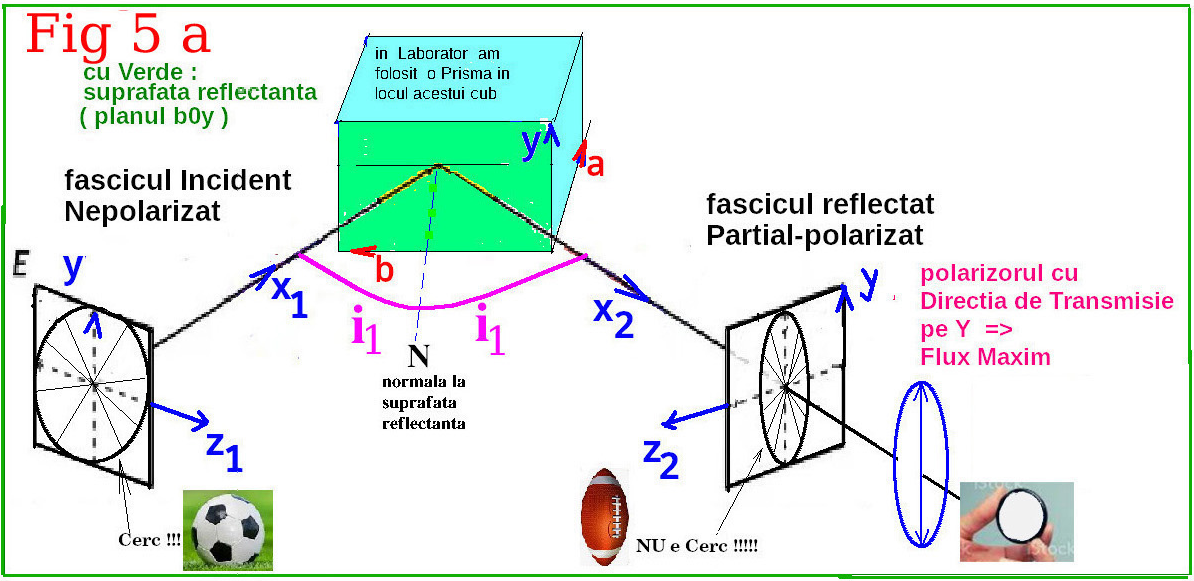 Fig 5 a
cu Verde :
suprafata reflectanta
( planul b0y )
in Laborator am
folosit o Prisma in
locul acestui cub
y
a
b
fascicul Incident
Nepolarizat
E
y
x1
z1
i1
i1
N
normala la
suprafata
reflectanta
x2
z2
fascicul reflectat
Partial-polarizat
y
polarizorul cu
Directia de Transmisie
pe Y =>
Flux Maxim
Cerc !!!
NU e Cerc !!!!!
iStock
iStock